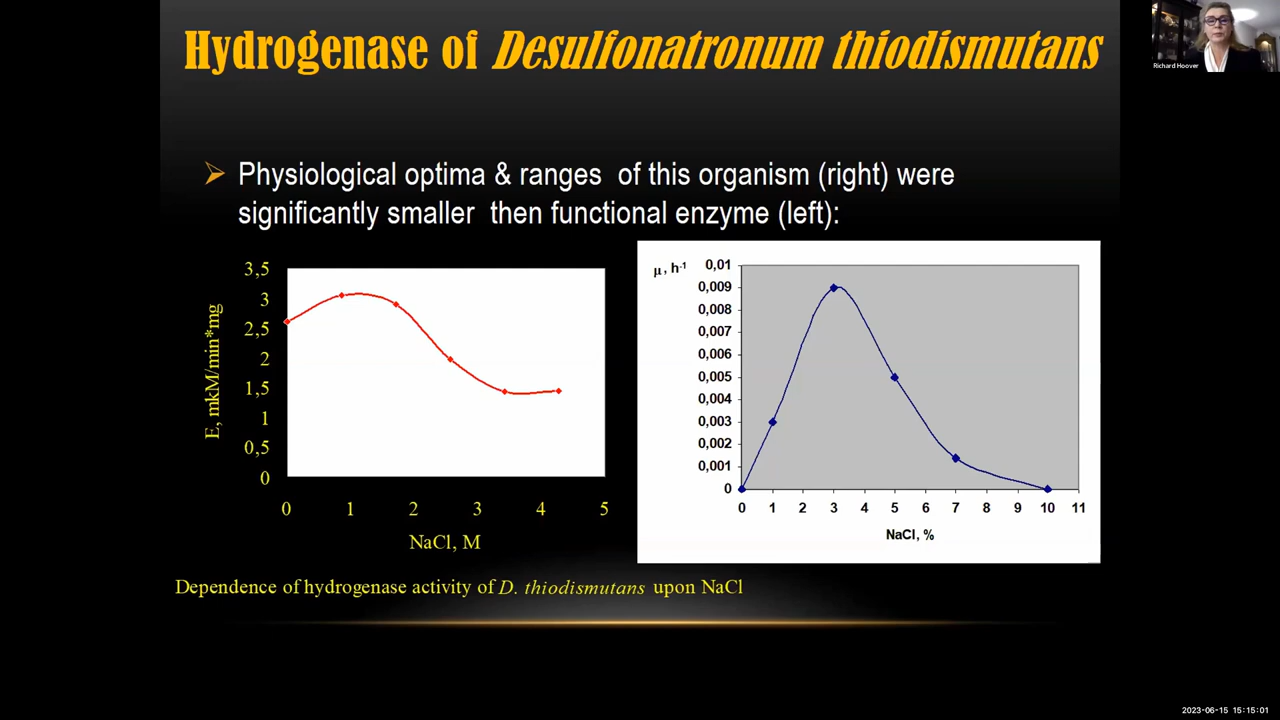 Hydrogenase of Desulfonatronum thiodismutans
Richard Hoover
Physiological optima & ranges of this organism (right) were
significantly smaller then functional enzyme (left):
E, mkM/min*mg
3,5
3
2,5
2
1,5
1
0,5
0
0 1 2 3 4 5
NaCl, M
µ, h-1
0,01
0,009
0,008
0,007
0,006
0,005
0,004
0,003
0,002
0,001
0
0 1 2 3 4 5 6 7 8 9 10 11
NaCl, %
Dependence of hydrogenase activity of D. thiodismutans upon NaCl
2023-06-15 15:15:01